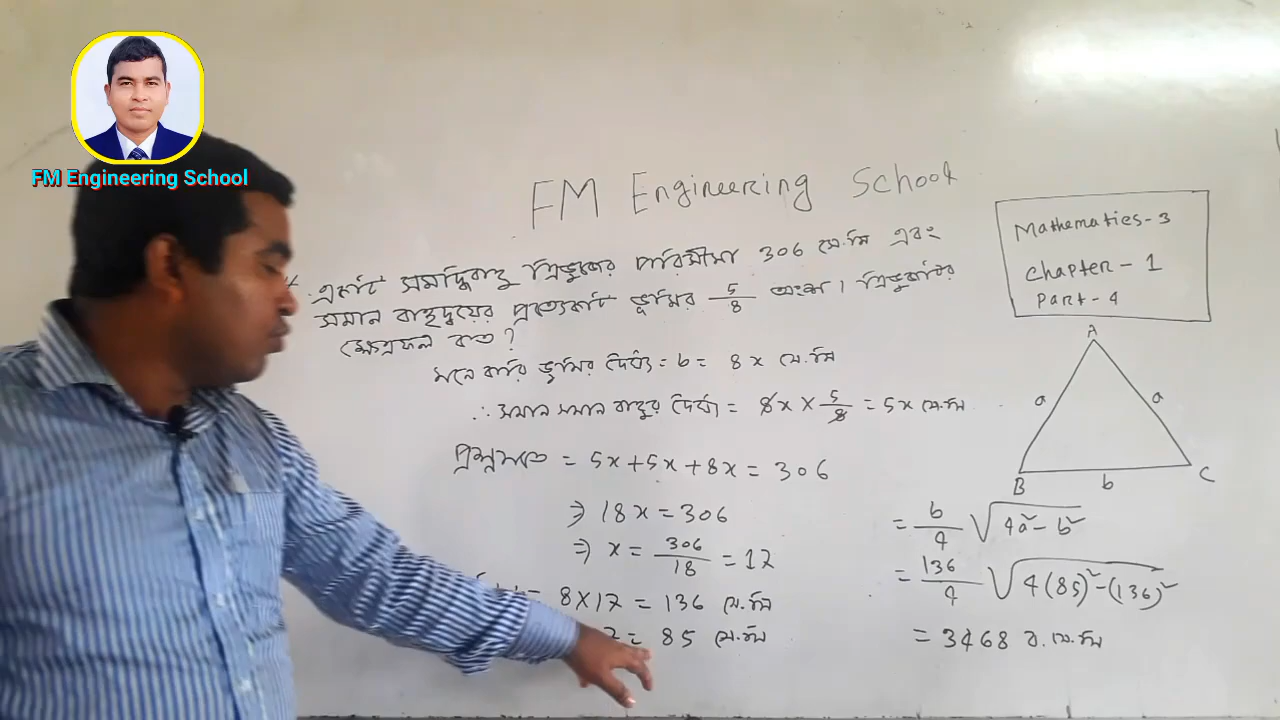 FM Engineering School
FM Engineering School
Mathematics-3
Chapter - 1
Part - 4
* একটি সমদ্বিবাহু ত্রিভুজের পরিসীমা 306 সে.মি এবং
সমান বাহুদ্বয়ের প্রত্যেকটি ভূমির 5/8 অংশ। ত্রিভুজটির
ক্ষেত্রফল কত?
মনে করি ভূমির দৈর্ঘ্য = b = 8x সে.মি
∴ সমান সমান বাহুর দৈর্ঘ্য = 8x × 5/8 = 5x সে.মি.
প্রশ্নমতে = 5x + 5x + 8x = 306
⇒ 18x = 306
⇒ x = 306/18 = 17
= 8×17 = 136 সে.মি
= 85 সে.মি
A
a a
B b C
= b/4 √(4a² - b²)
= 136/4 √(4(85)² - (136)²)
= 3468 ব.সে.মি